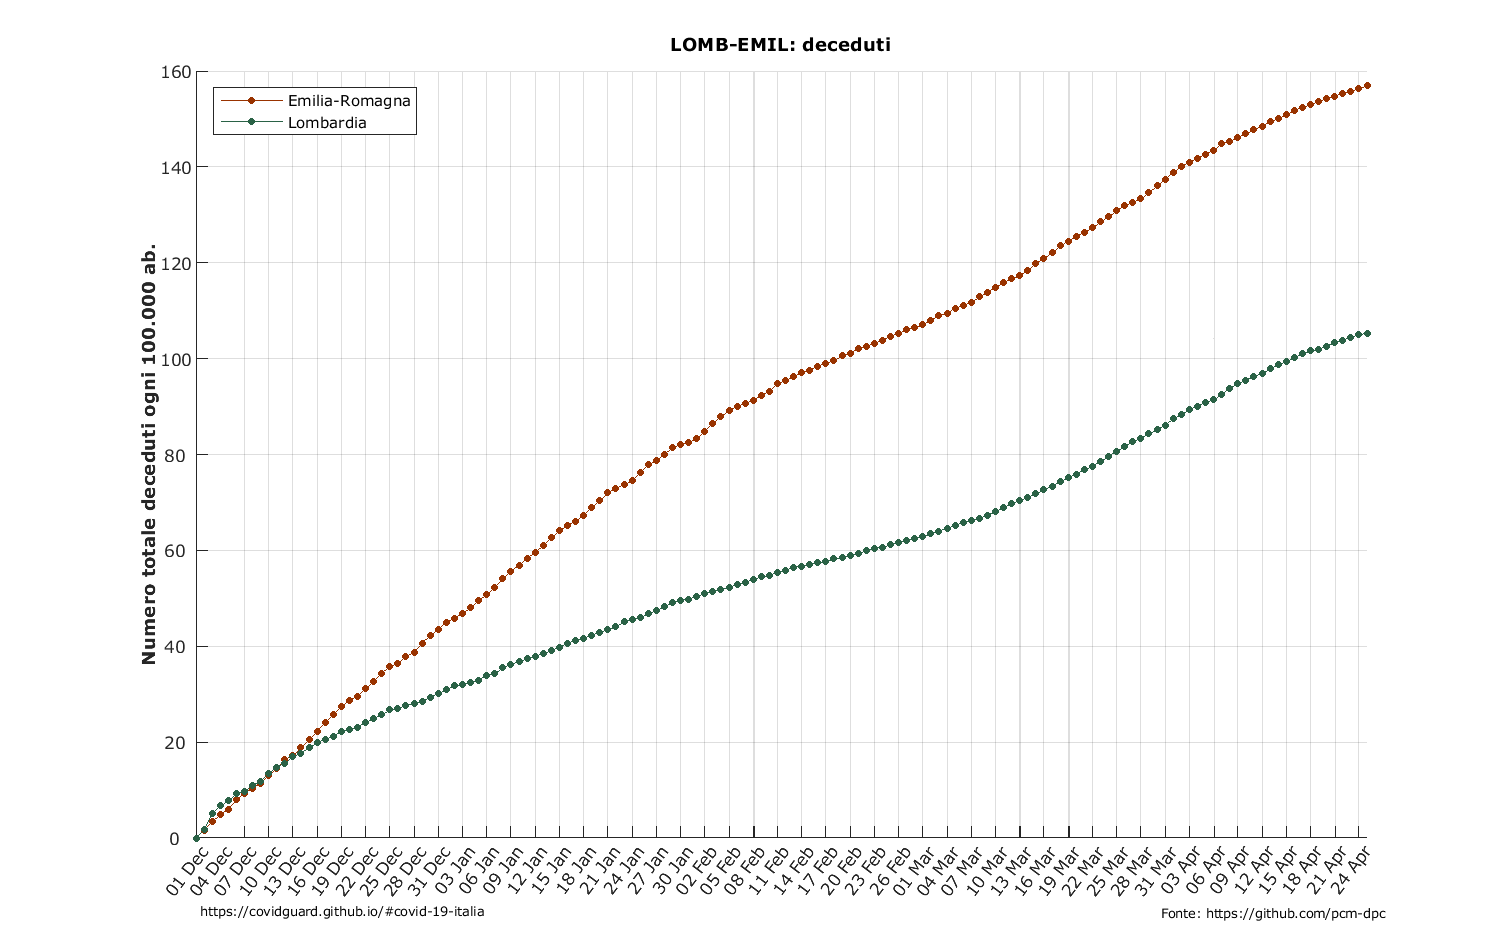 LOMB-EMIL: deceduti
Emilia-Romagna
Lombardia
Numero totale deceduti ogni 100.000 ab.
160
140
120
100
80
60
40
20
0
01 Dec
04 Dec
07 Dec
10 Dec
13 Dec
16 Dec
19 Dec
22 Dec
25 Dec
28 Dec
31 Dec
03 Jan
06 Jan
09 Jan
12 Jan
15 Jan
18 Jan
21 Jan
24 Jan
27 Jan
30 Jan
02 Feb
05 Feb
08 Feb
11 Feb
14 Feb
17 Feb
20 Feb
23 Feb
26 Feb
01 Mar
04 Mar
07 Mar
10 Mar
13 Mar
16 Mar
19 Mar
22 Mar
25 Mar
28 Mar
31 Mar
03 Apr
06 Apr
09 Apr
12 Apr
15 Apr
18 Apr
21 Apr
24 Apr
https://covidguard.github.io/#covid-19-italia
Fonte: https://github.com/pcm-dpc